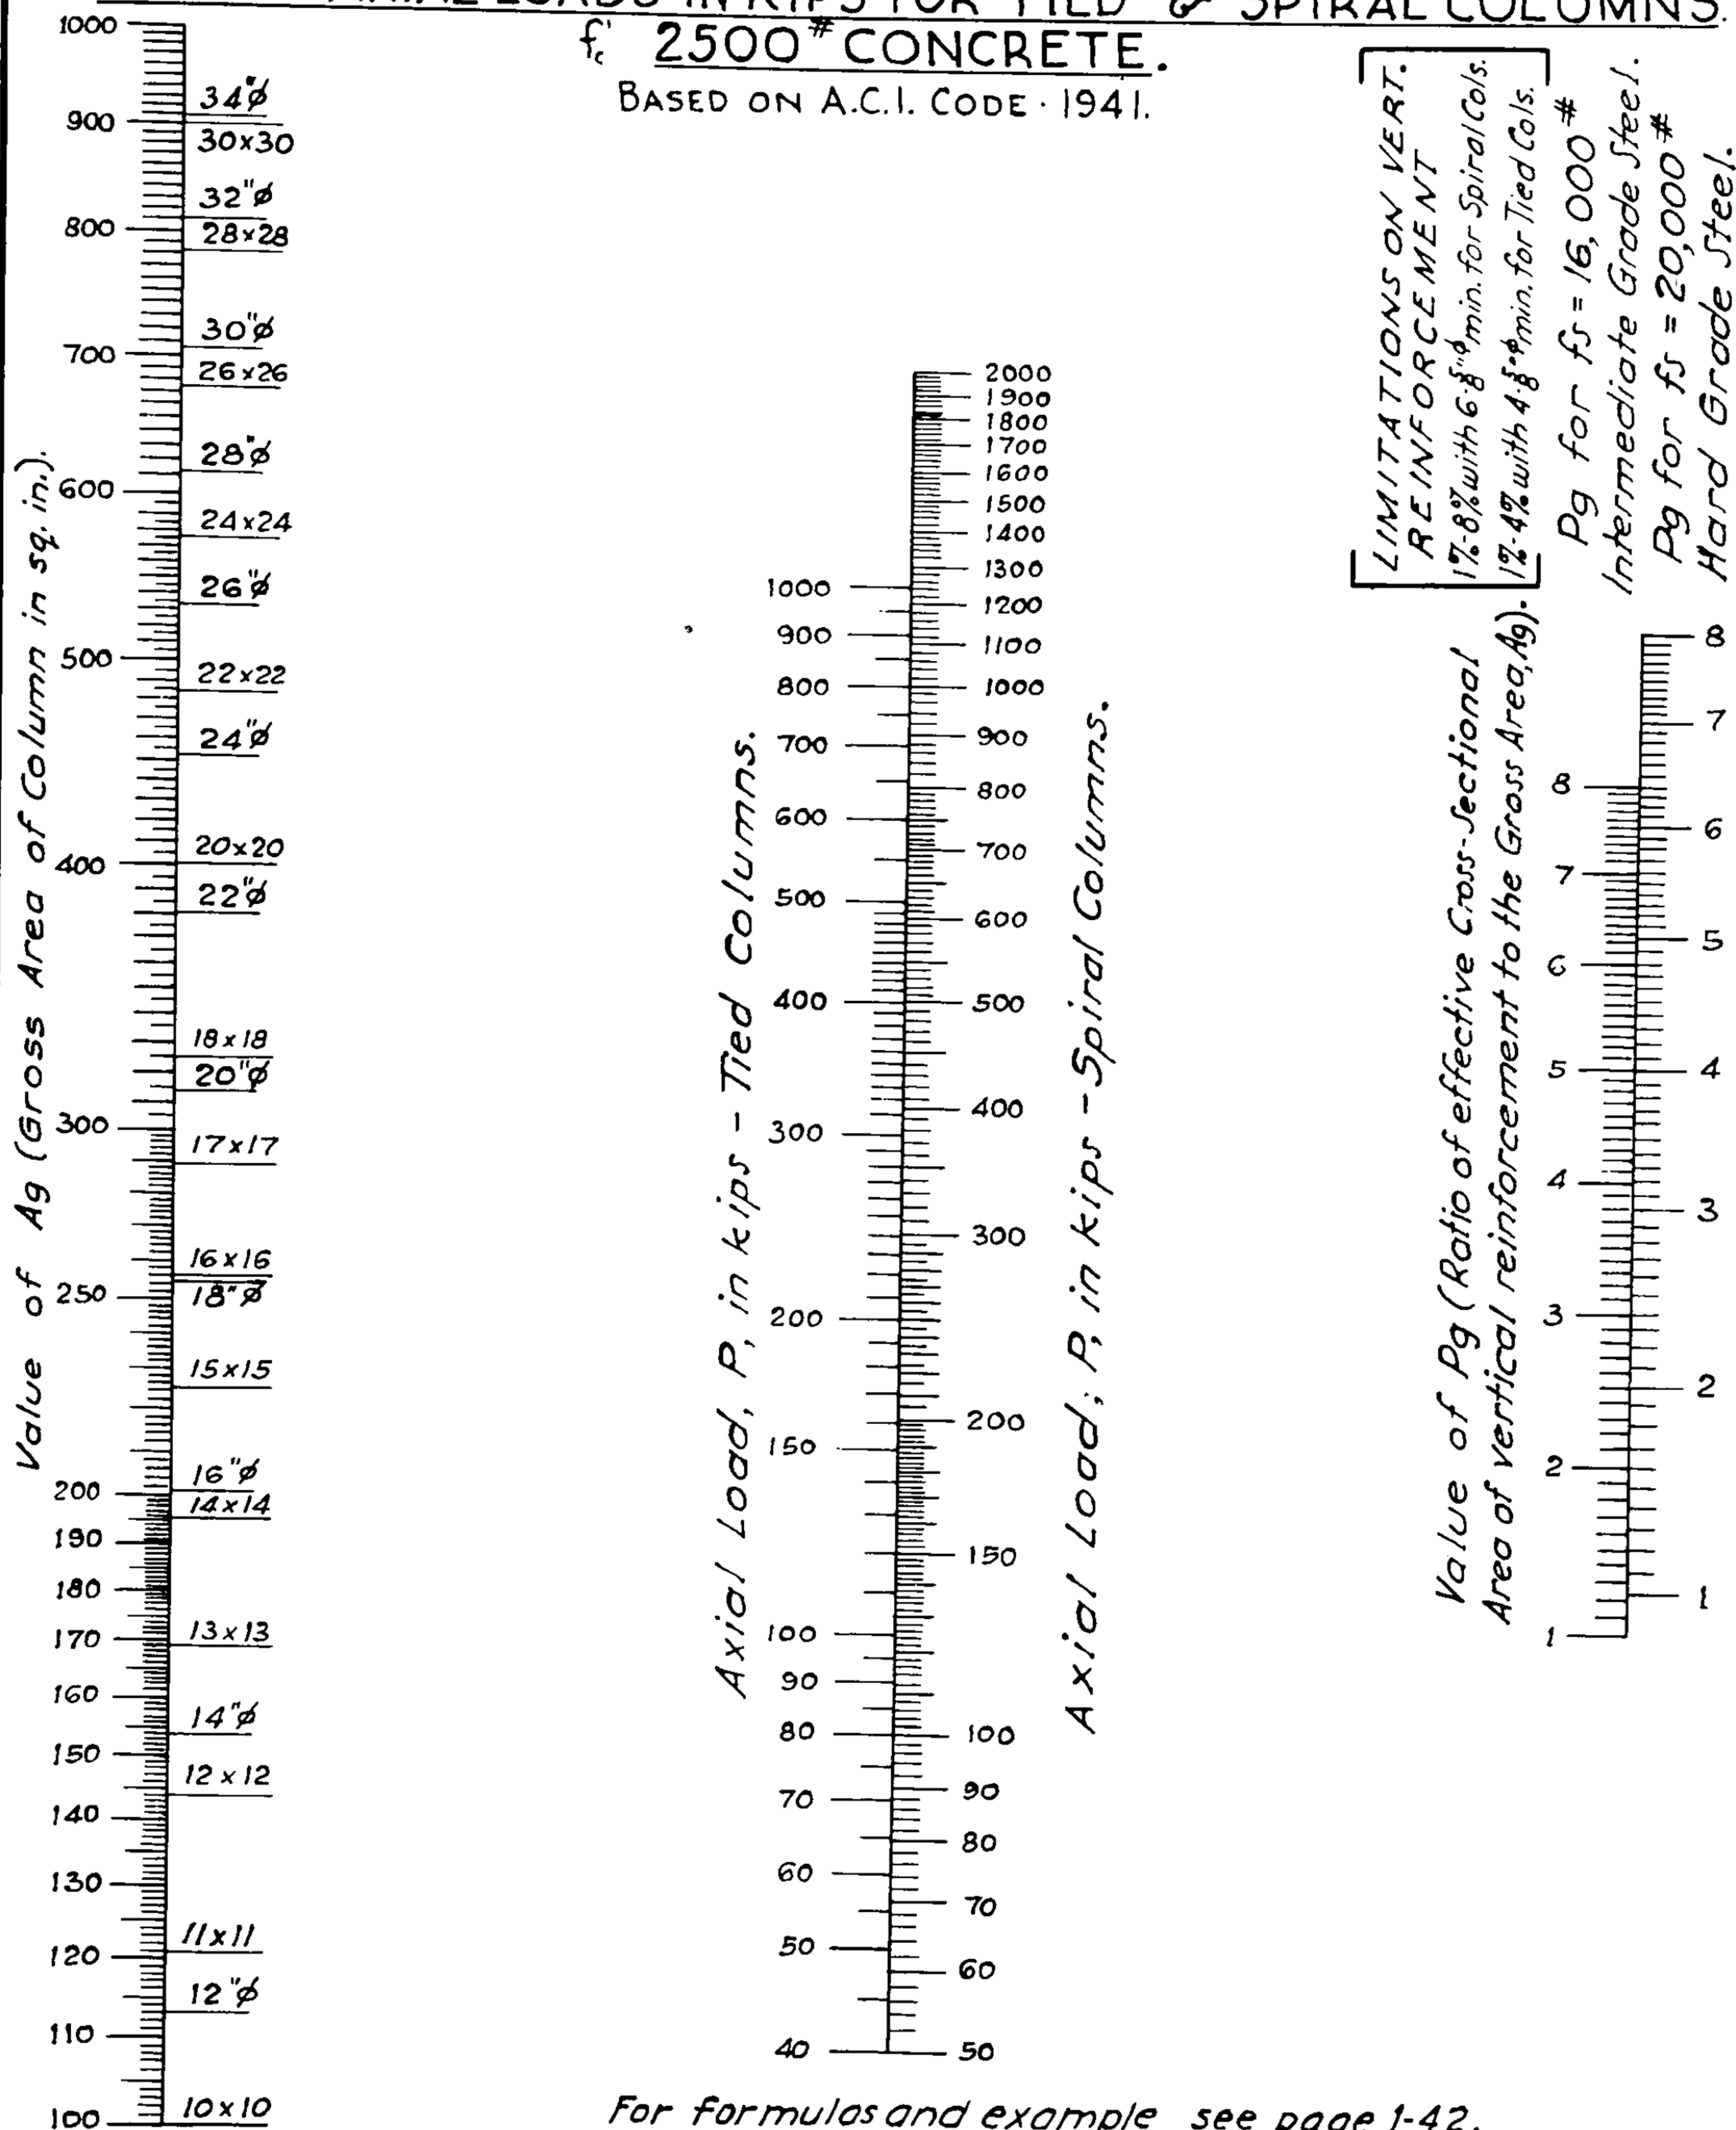 AXIAL LOADS IN KIPS FOR TIED & SPIRAL COLUMNS.
f'c 2500# CONCRETE.
BASED ON A.C.I. CODE · 1941.
Value of Ag (Gross Area of Column in sq. in.).
1000
900
800
700
600
500
400
300
250
200
190
180
170
160
150
140
130
120
110
100
34"ø
30x30
32"ø
28x28
30"ø
26x26
28"ø
24x24
26"ø
22x22
24"ø
20x20
22"ø
18x18
20"ø
17x17
16x16
18"ø
15x15
16"ø
14x14
13x13
14"ø
12x12
11x11
12"ø
10x10
Axial Load, P, in kips - Tied Columns.
1000
900
800
700
600
500
400
300
200
150
100
90
80
70
60
50
40
2000
1900
1800
1700
1600
1500
1400
1300
1200
1100
1000
900
800
700
600
500
400
300
200
150
100
90
80
70
60
50
Axial Load; P, in kips - Spiral Columns.
LIMITATIONS ON VERT.
REINFORCEMENT
1%-8% with 6-5/8"ø min. for Spiral Cols.
1%-4% with 4-5/8"ø min. for Tied Cols.
Pg for fs = 16,000#
Intermediate Grade Steel.
Pg for fs = 20,000#
Hard Grade Steel.
Value of Pg (Ratio of effective Cross-Sectional
Area of vertical reinforcement to the Gross Area, Ag).
8
7
6
5
4
3
2
1
8
7
6
5
4
3
2
1
For formulas and example see page 1-42.